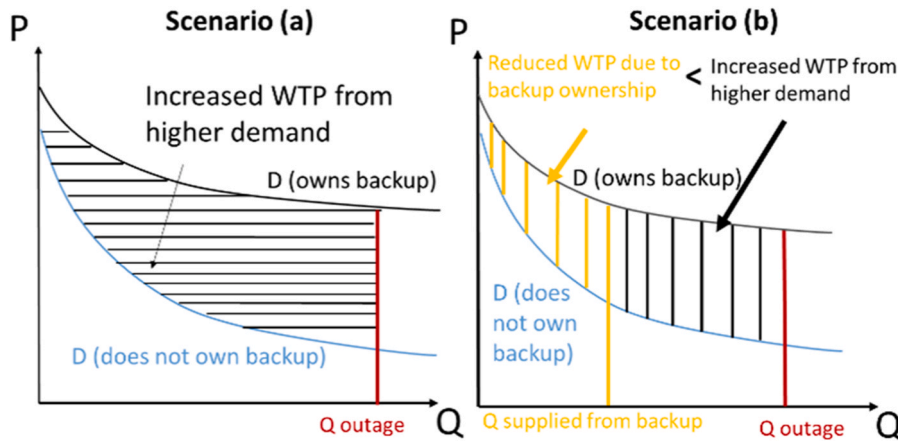 Scenario (a)
P
Increased WTP from
higher demand
D (owns backup)
D (does not own backup)
Q outage
Q
Scenario (b)
P
Reduced WTP due to
backup ownership
<
Increased WTP from
higher demand
D (owns backup)
D (does
not own
backup)
Q supplied from backup
Q outage
Q